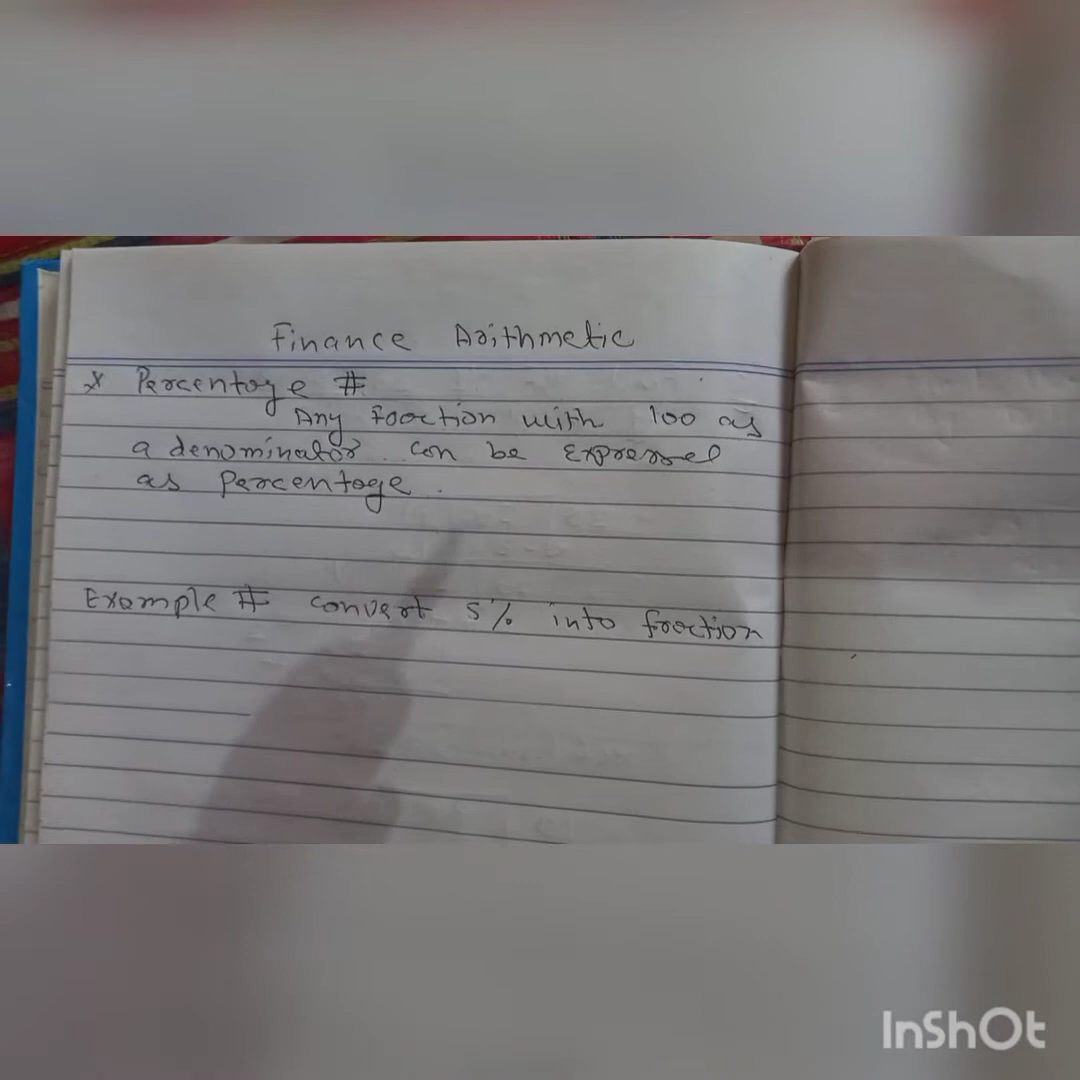 Finance Arithmetic
* Percentage #
Any Fraction with 100 as
a denominator can be Expressed
as Percentage.
Example # convert 5% into fraction
InShOt